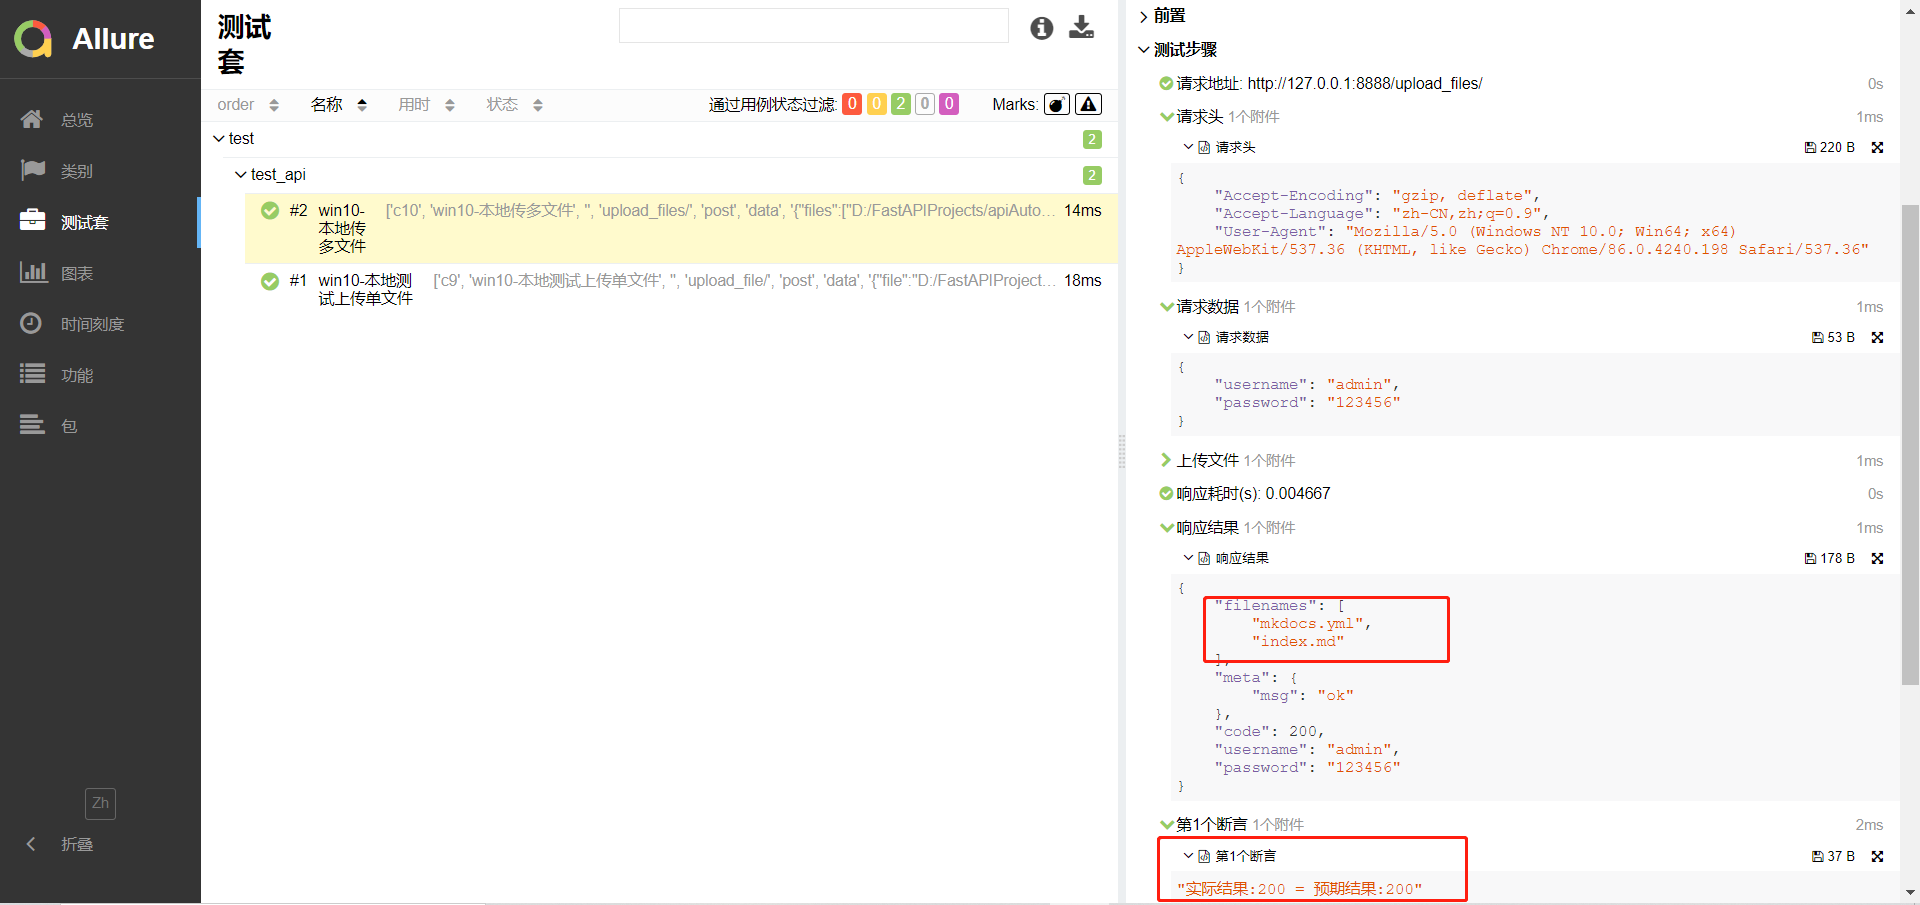 Allure
总览
类别
测试套
图表
时间刻度
功能
包
Zh
折叠
测试
套
order 名称 用时 状态 通过用例状态过滤: 0 0 2 0 0 Marks:
test 2
test_api 2
#2 win10-本地传多文件 ['c10', 'win10-本地传多文件', '', 'upload_files/', 'post', 'data', '{"files":["D:/FastAPIProjects/apiAuto… 14ms
#1 win10-本地测试上传单文件 ['c9', 'win10-本地测试上传单文件', '', 'upload_file/', 'post', 'data', '{"file":"D:/FastAPIProject… 18ms
前置
测试步骤
请求地址: http://127.0.0.1:8888/upload_files/ 0s
请求头 1个附件 1ms
请求头 220 B
{
"Accept-Encoding": "gzip, deflate",
"Accept-Language": "zh-CN,zh;q=0.9",
"User-Agent": "Mozilla/5.0 (Windows NT 10.0; Win64; x64)
AppleWebKit/537.36 (KHTML, like Gecko) Chrome/86.0.4240.198 Safari/537.36"
}
请求数据 1个附件 1ms
请求数据 53 B
{
"username": "admin",
"password": "123456"
}
上传文件 1个附件 1ms
响应耗时(s): 0.004667 0s
响应结果 1个附件 1ms
响应结果 178 B
{
"filenames": [
"mkdocs.yml",
"index.md"
],
"meta": {
"msg": "ok"
},
"code": 200,
"username": "admin",
"password": "123456"
}
第1个断言 1个附件 2ms
第1个断言 37 B
"实际结果:200 = 预期结果:200"